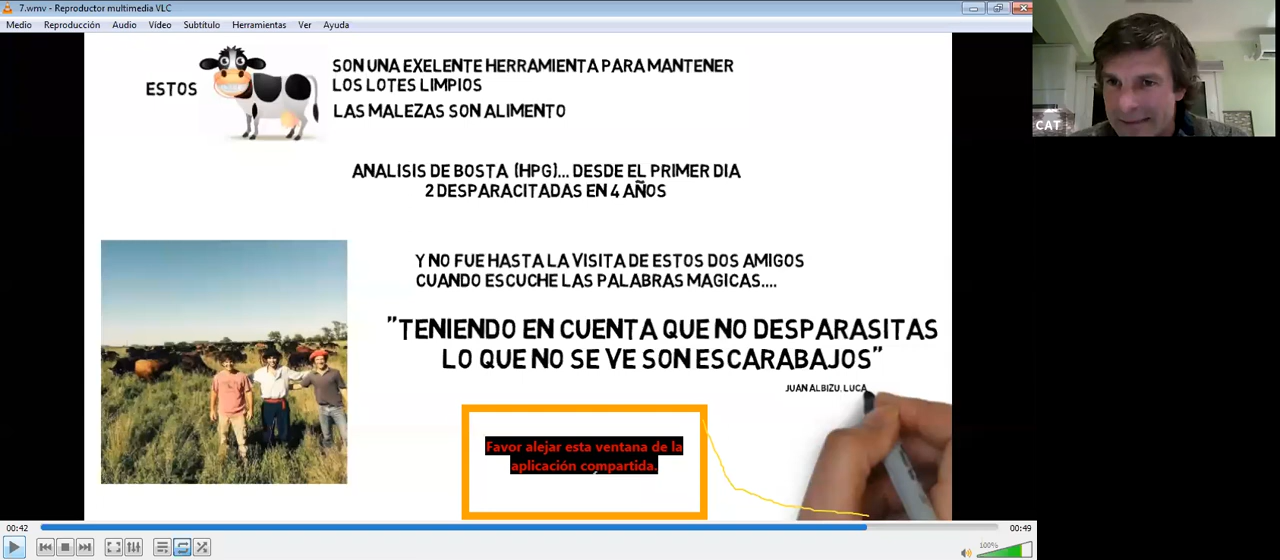 7.wmv - Reproductor multimedia VLC
Medio Reproducción Audio Vídeo Subtítulo Herramientas Ver Ayuda
ESTOS
SON UNA EXELENTE HERRAMIENTA PARA MANTENER
LOS LOTES LIMPIOS
LAS MALEZAS SON ALIMENTO
ANALISIS DE BOSTA (HPG)... DESDE EL PRIMER DIA
2 DESPARACITADAS EN 4 AÑOS
Y NO FUE HASTA LA VISITA DE ESTOS DOS AMIGOS
CUANDO ESCUCHE LAS PALABRAS MAGICAS....
"TENIENDO EN CUENTA QUE NO DESPARASITAS
LO QUE NO SE VE SON ESCARABAJOS"
JUAN ALBIZU. LUCA
Favor alejar esta ventana de la
aplicación compartida.
CAT
00:42
00:49
100%